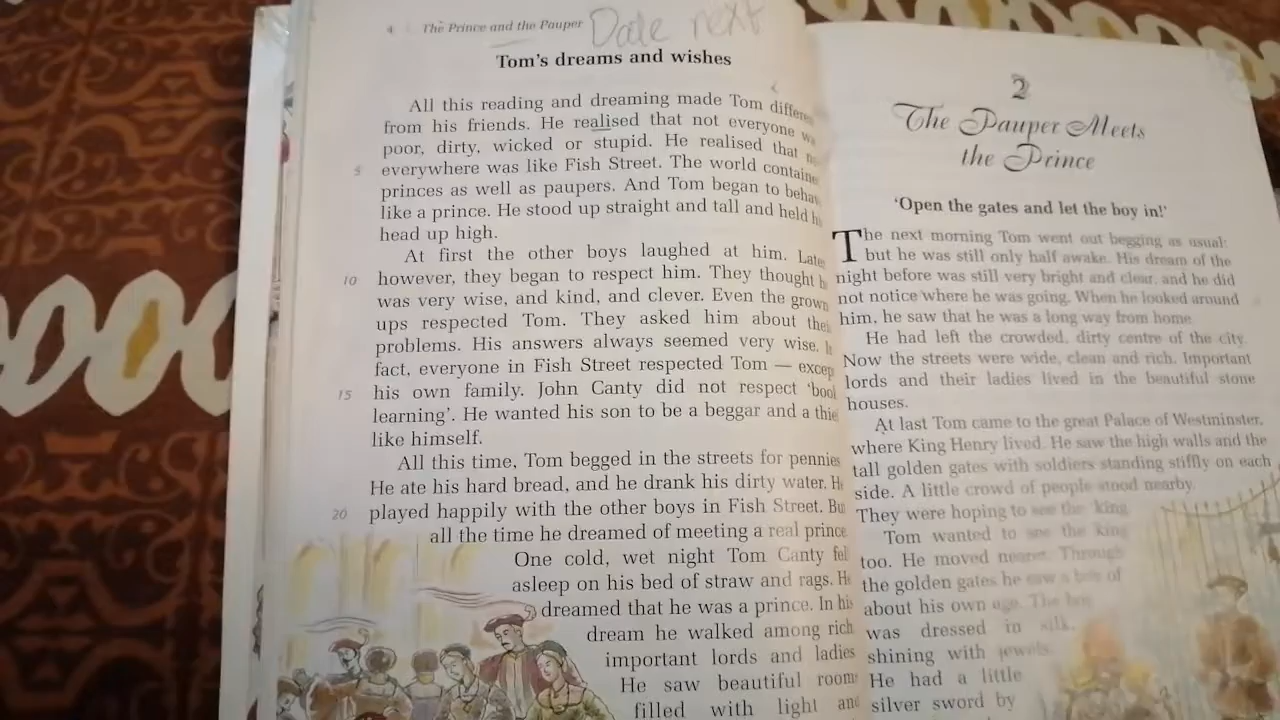 4 The Prince and the Pauper Date next
Tom's dreams and wishes
All this reading and dreaming made Tom
from his friends. He realised that not everyone
poor, dirty, wicked or stupid. He realised that
5 everywhere was like Fish Street. The world
princes as well as paupers. And Tom began to
like a prince. He stood up straight and tall and held
head up high.
At first the other boys laughed at him.
10 however, they began to respect him. They thought
was very wise, and kind, and clever. Even the grown
ups respected Tom. They asked him about
problems. His answers always seemed very wise.
fact, everyone in Fish Street respected Tom —
15 his own family. John Canty did not respect
learning'. He wanted his son to be a beggar and a
like himself.
All this time, Tom begged in the streets for pennies
He ate his hard bread, and he drank his dirty water.
20 played happily with the other boys in Fish Street.
all the time he dreamed of meeting a real prince
One cold, wet night Tom Canty
asleep on his bed of straw and rags.
dreamed that he was a prince. In his
dream he walked among rich
important lords and ladies
He saw beautiful
filled with light and
2
The Pauper Meets
the Prince
'Open the gates and let the boy in!'
The next morning Tom went out begging as usual;
but he was still only half awake. His dream of the
night before was still very bright and clear, and he did
not notice where he was going. When he looked around
him, he saw that he was a long way from home.
He had left the crowded, dirty centre of the city.
Now the streets were wide, clean and rich. Important
lords and their ladies lived in the beautiful stone
houses.
At last Tom came to the great Palace of Westminster,
where King Henry lived. He saw the high walls and the
tall golden gates with soldiers standing stiffly on each
side. A little crowd of people stood nearby.
They were hoping to see the king.
Tom wanted to see the king
too. He moved nearer. Through
the golden gates he saw a boy of
about his own age. The boy
was dressed in silk,
shining with jewels.
He had a little
silver sword by